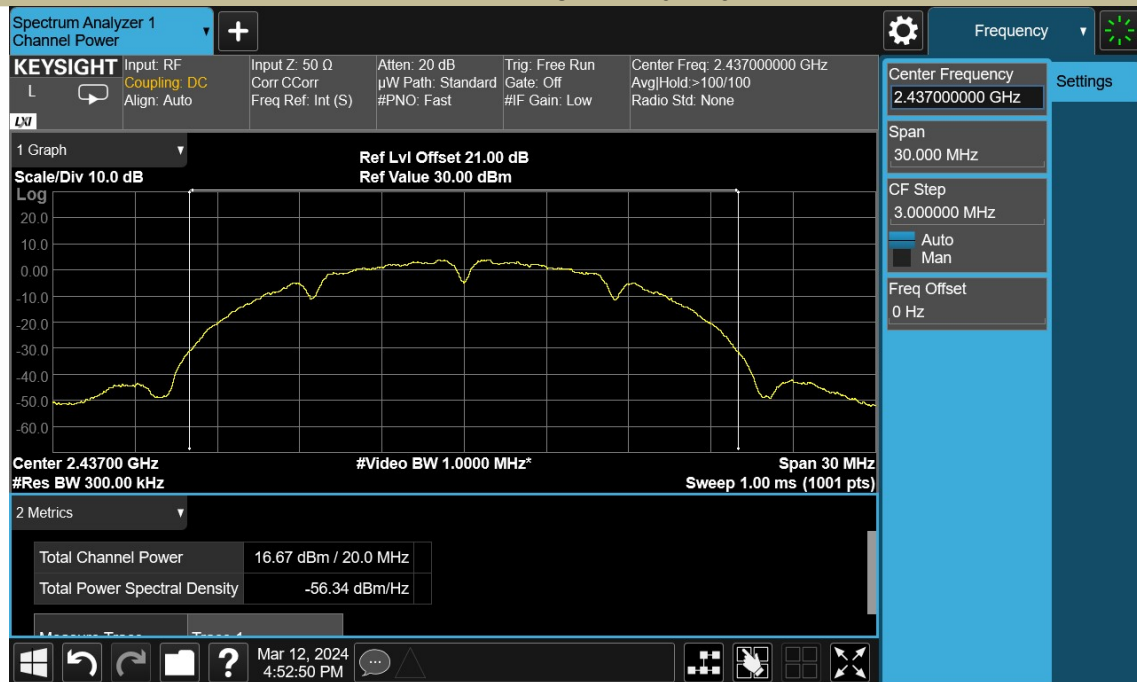 Spectrum Analyzer 1
Channel Power
+
Frequency
KEYSIGHT
L
LXI
Input: RF
Coupling: DC
Align: Auto
Input Z: 50 Ω
Corr CCorr
Freq Ref: Int (S)
Atten: 20 dB
µW Path: Standard
#PNO: Fast
Trig: Free Run
Gate: Off
#IF Gain: Low
Center Freq: 2.437000000 GHz
Avg|Hold:>100/100
Radio Std: None
Center Frequency
2.437000000 GHz
Settings
Span
30.000 MHz
CF Step
3.000000 MHz
Auto
Man
Freq Offset
0 Hz
1 Graph
Scale/Div 10.0 dB
Ref Lvl Offset 21.00 dB
Ref Value 30.00 dBm
Log
20.0
10.0
0.00
-10.0
-20.0
-30.0
-40.0
-50.0
-60.0
Center 2.43700 GHz
#Video BW 1.0000 MHz*
Span 30 MHz
#Res BW 300.00 kHz
Sweep 1.00 ms (1001 pts)
2 Metrics
Total Channel Power 16.67 dBm / 20.0 MHz
Total Power Spectral Density -56.34 dBm/Hz
Measure Trace Trace 1
?
Mar 12, 2024
4:52:50 PM